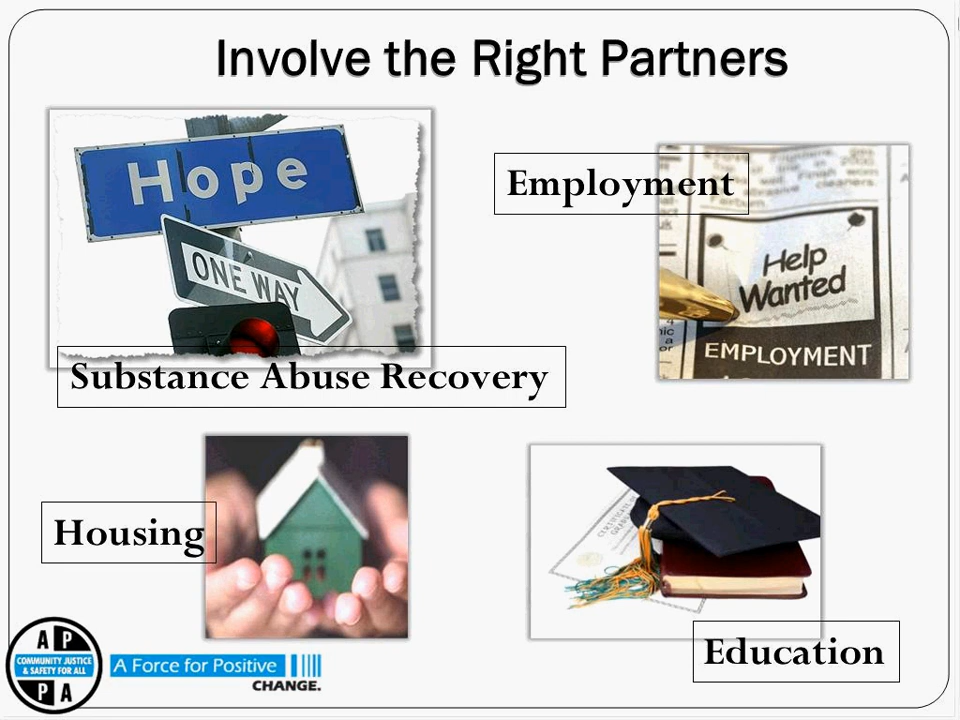 Involve the Right Partners
Hope
ONE WAY
Substance Abuse Recovery
Employment
Help
Wanted
EMPLOYMENT
Housing
Education
A P
COMMUNITY JUSTICE
& SAFETY FOR ALL
P A
A Force for Positive
CHANGE.